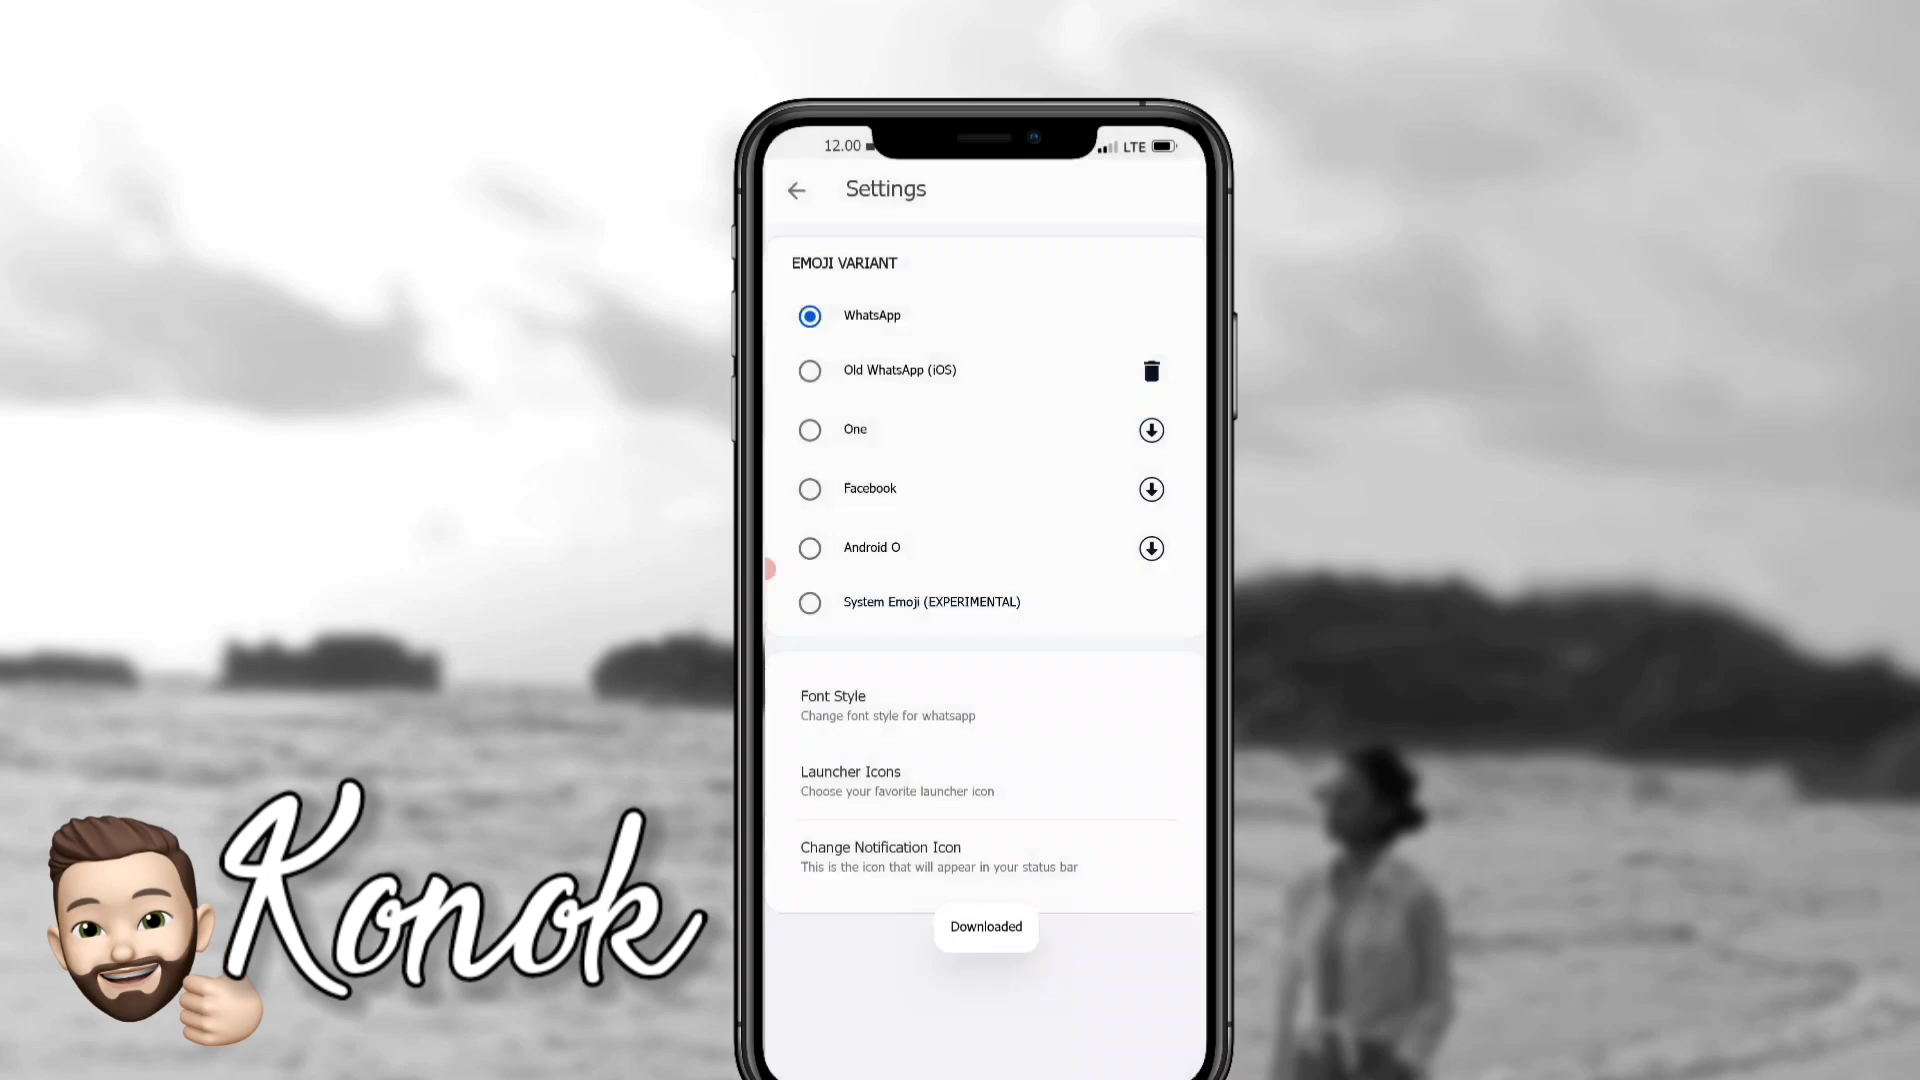 12.00
LTE
Settings
EMOJI VARIANT
WhatsApp
Old WhatsApp (iOS)
One
Facebook
Android O
System Emoji (EXPERIMENTAL)
Font Style
Change font style for whatsapp
Launcher Icons
Choose your favorite launcher icon
Change Notification Icon
This is the icon that will appear in your status bar
Downloaded
Konok